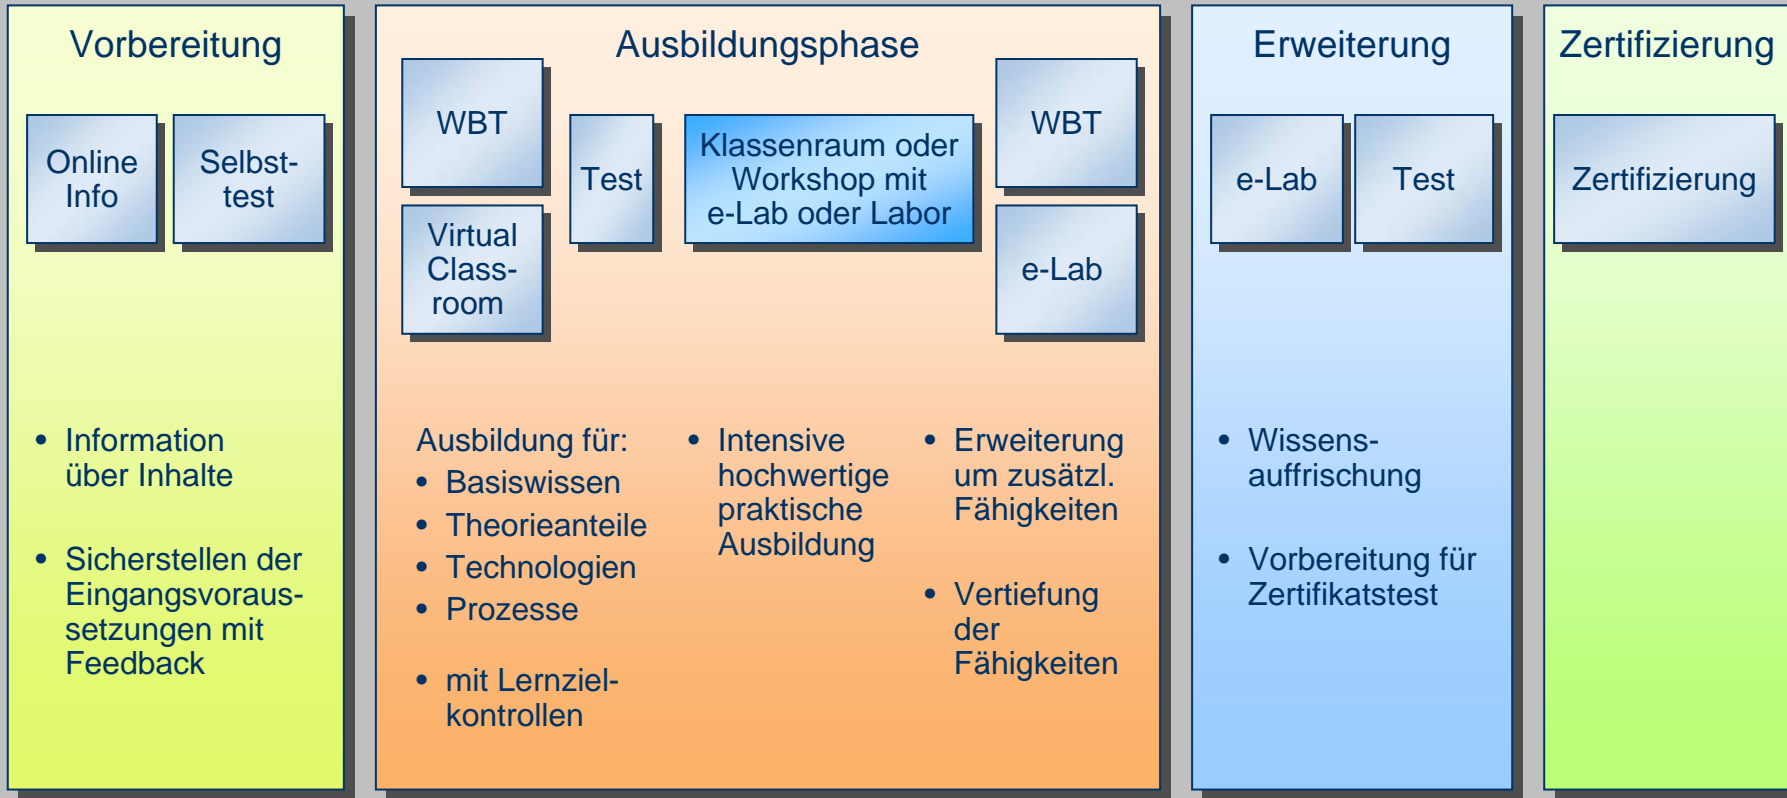 Vorbereitung
Online
Info
Selbst-
test
Information
über Inhalte
Sicherstellen der
Eingangsvoraus-
setzungen mit
Feedback
Ausbildungsphase
WBT
Virtual
Class-
room
Test
Klassenraum oder
Workshop mit
e-Lab oder Labor
WBT
e-Lab
Ausbildung für:
Basiswissen
Theorieanteile
Technologien
Prozesse
mit Lernziel-
kontrollen
Intensive
hochwertige
praktische
Ausbildung
Erweiterung
um zusätzl.
Fähigkeiten
Vertiefung
der
Fähigkeiten
Erweiterung
e-Lab
Test
Wissens-
auffrischung
Vorbereitung für
Zertifikatstest
Zertifizierung
Zertifizierung